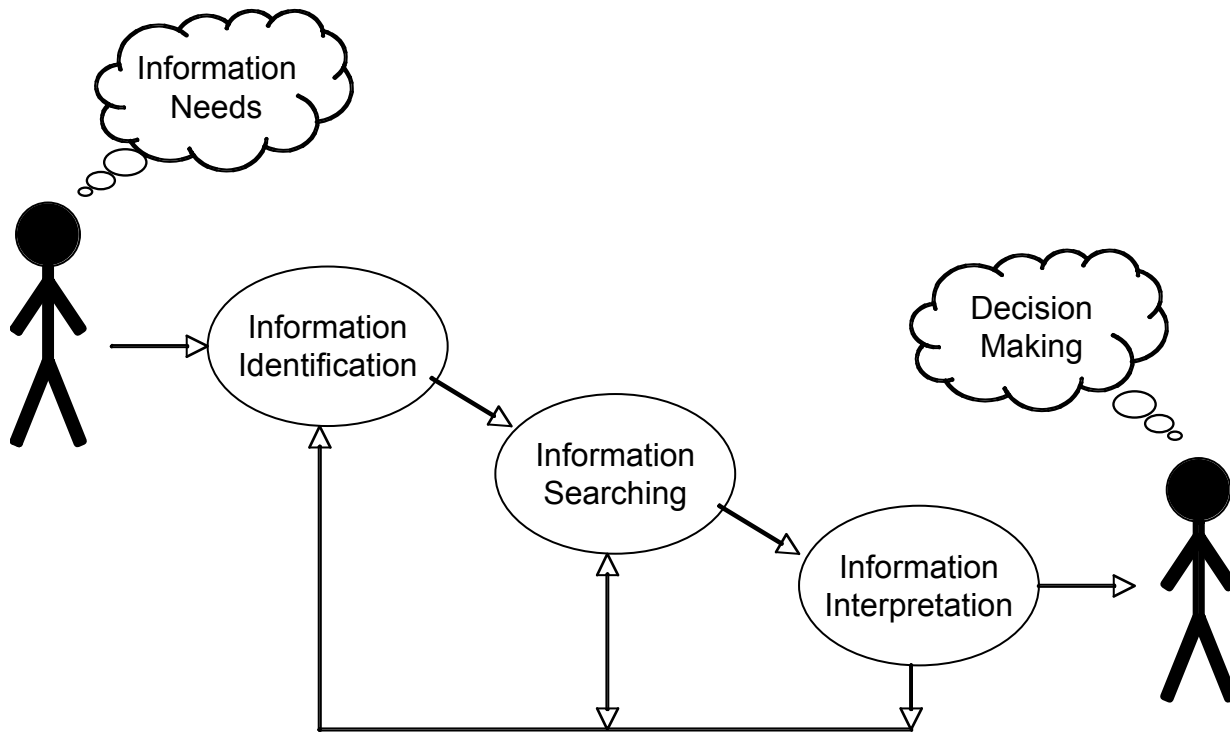 Information
Needs
Information
Identification
Decision
Making
Information
Searching
Information
Interpretation